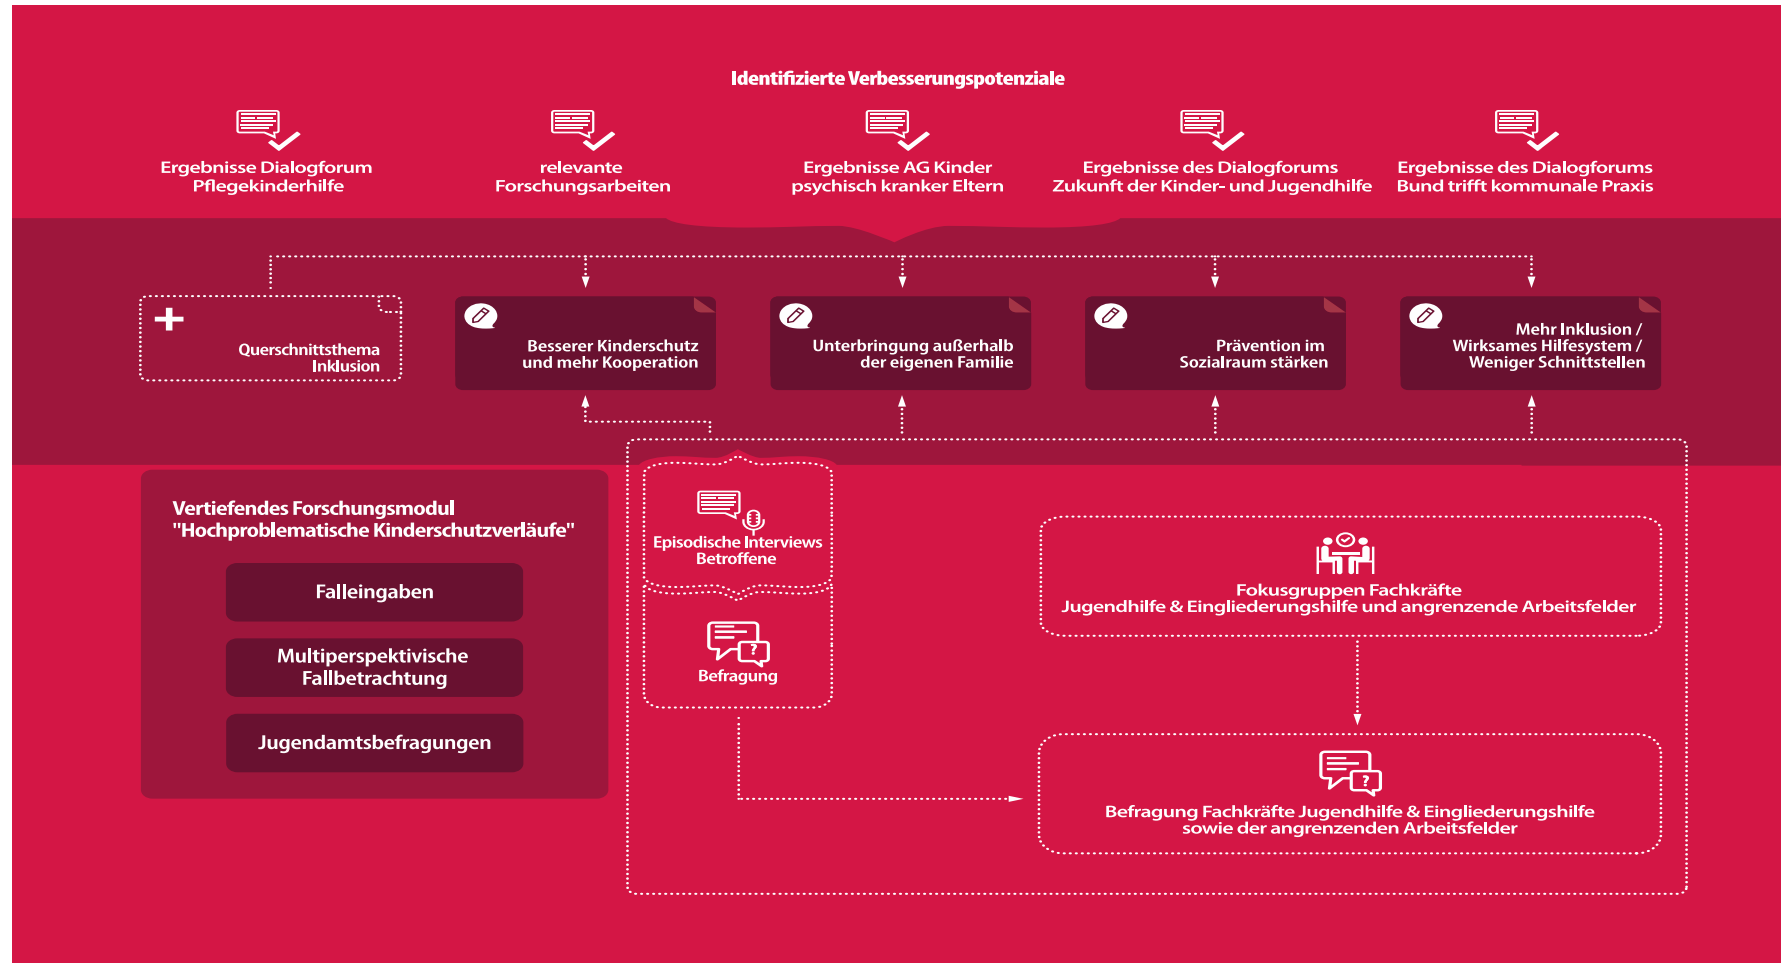 Identifizierte Verbesserungspotenziale
Ergebnisse Dialogforum
Pflegekinderhilfe
relevante
Forschungsarbeiten
Ergebnisse AG Kinder
psychisch kranker Eltern
Ergebnisse des Dialogforums
Zukunft der Kinder- und Jugendhilfe
Ergebnisse des Dialogforums
Bund trifft kommunale Praxis
Querschnittsthema
Inklusion
Besserer Kinderschutz
und mehr Kooperation
Unterbringung außerhalb
der eigenen Familie
Prävention im
Sozialraum stärken
Mehr Inklusion /
Wirksames Hilfesystem /
Weniger Schnittstellen
Vertiefendes Forschungsmodul
"Hochproblematische Kinderschutzverläufe"
Falleingaben
Multiperspektivische
Fallbetrachtung
Jugendamtsbefragungen
Episodische Interviews
Betroffene
?
Befragung
Fokusgruppen Fachkräfte
Jugendhilfe & Eingliederungshilfe und angrenzende Arbeitsfelder
?
Befragung Fachkräfte Jugendhilfe & Eingliederungshilfe
sowie der angrenzenden Arbeitsfelder